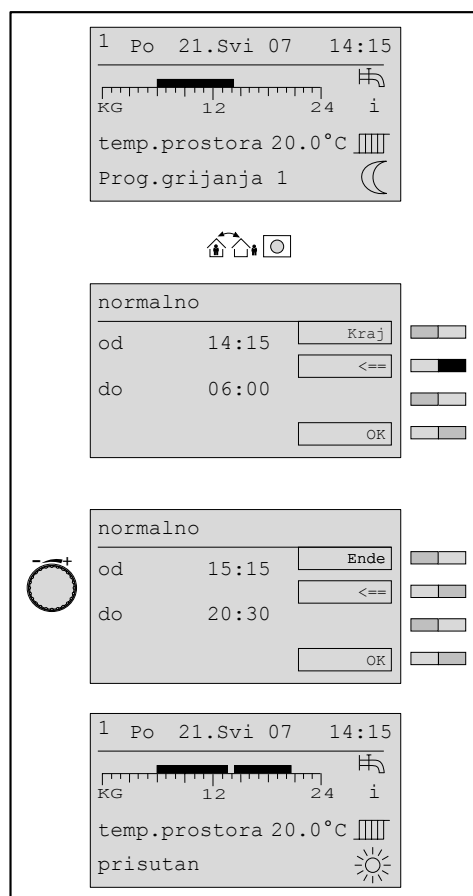 1 Po 21.Svi 07 14:15
KG 12 24 i
temp.prostora 20.0°C
Prog.grijanja 1
normalno
od 14:15 Kraj
<==
do 06:00
OK
normalno
- +
od 15:15 Ende
<==
do 20:30
OK
1 Po 21.Svi 07 14:15
KG 12 24 i
temp.prostora 20.0°C
prisutan